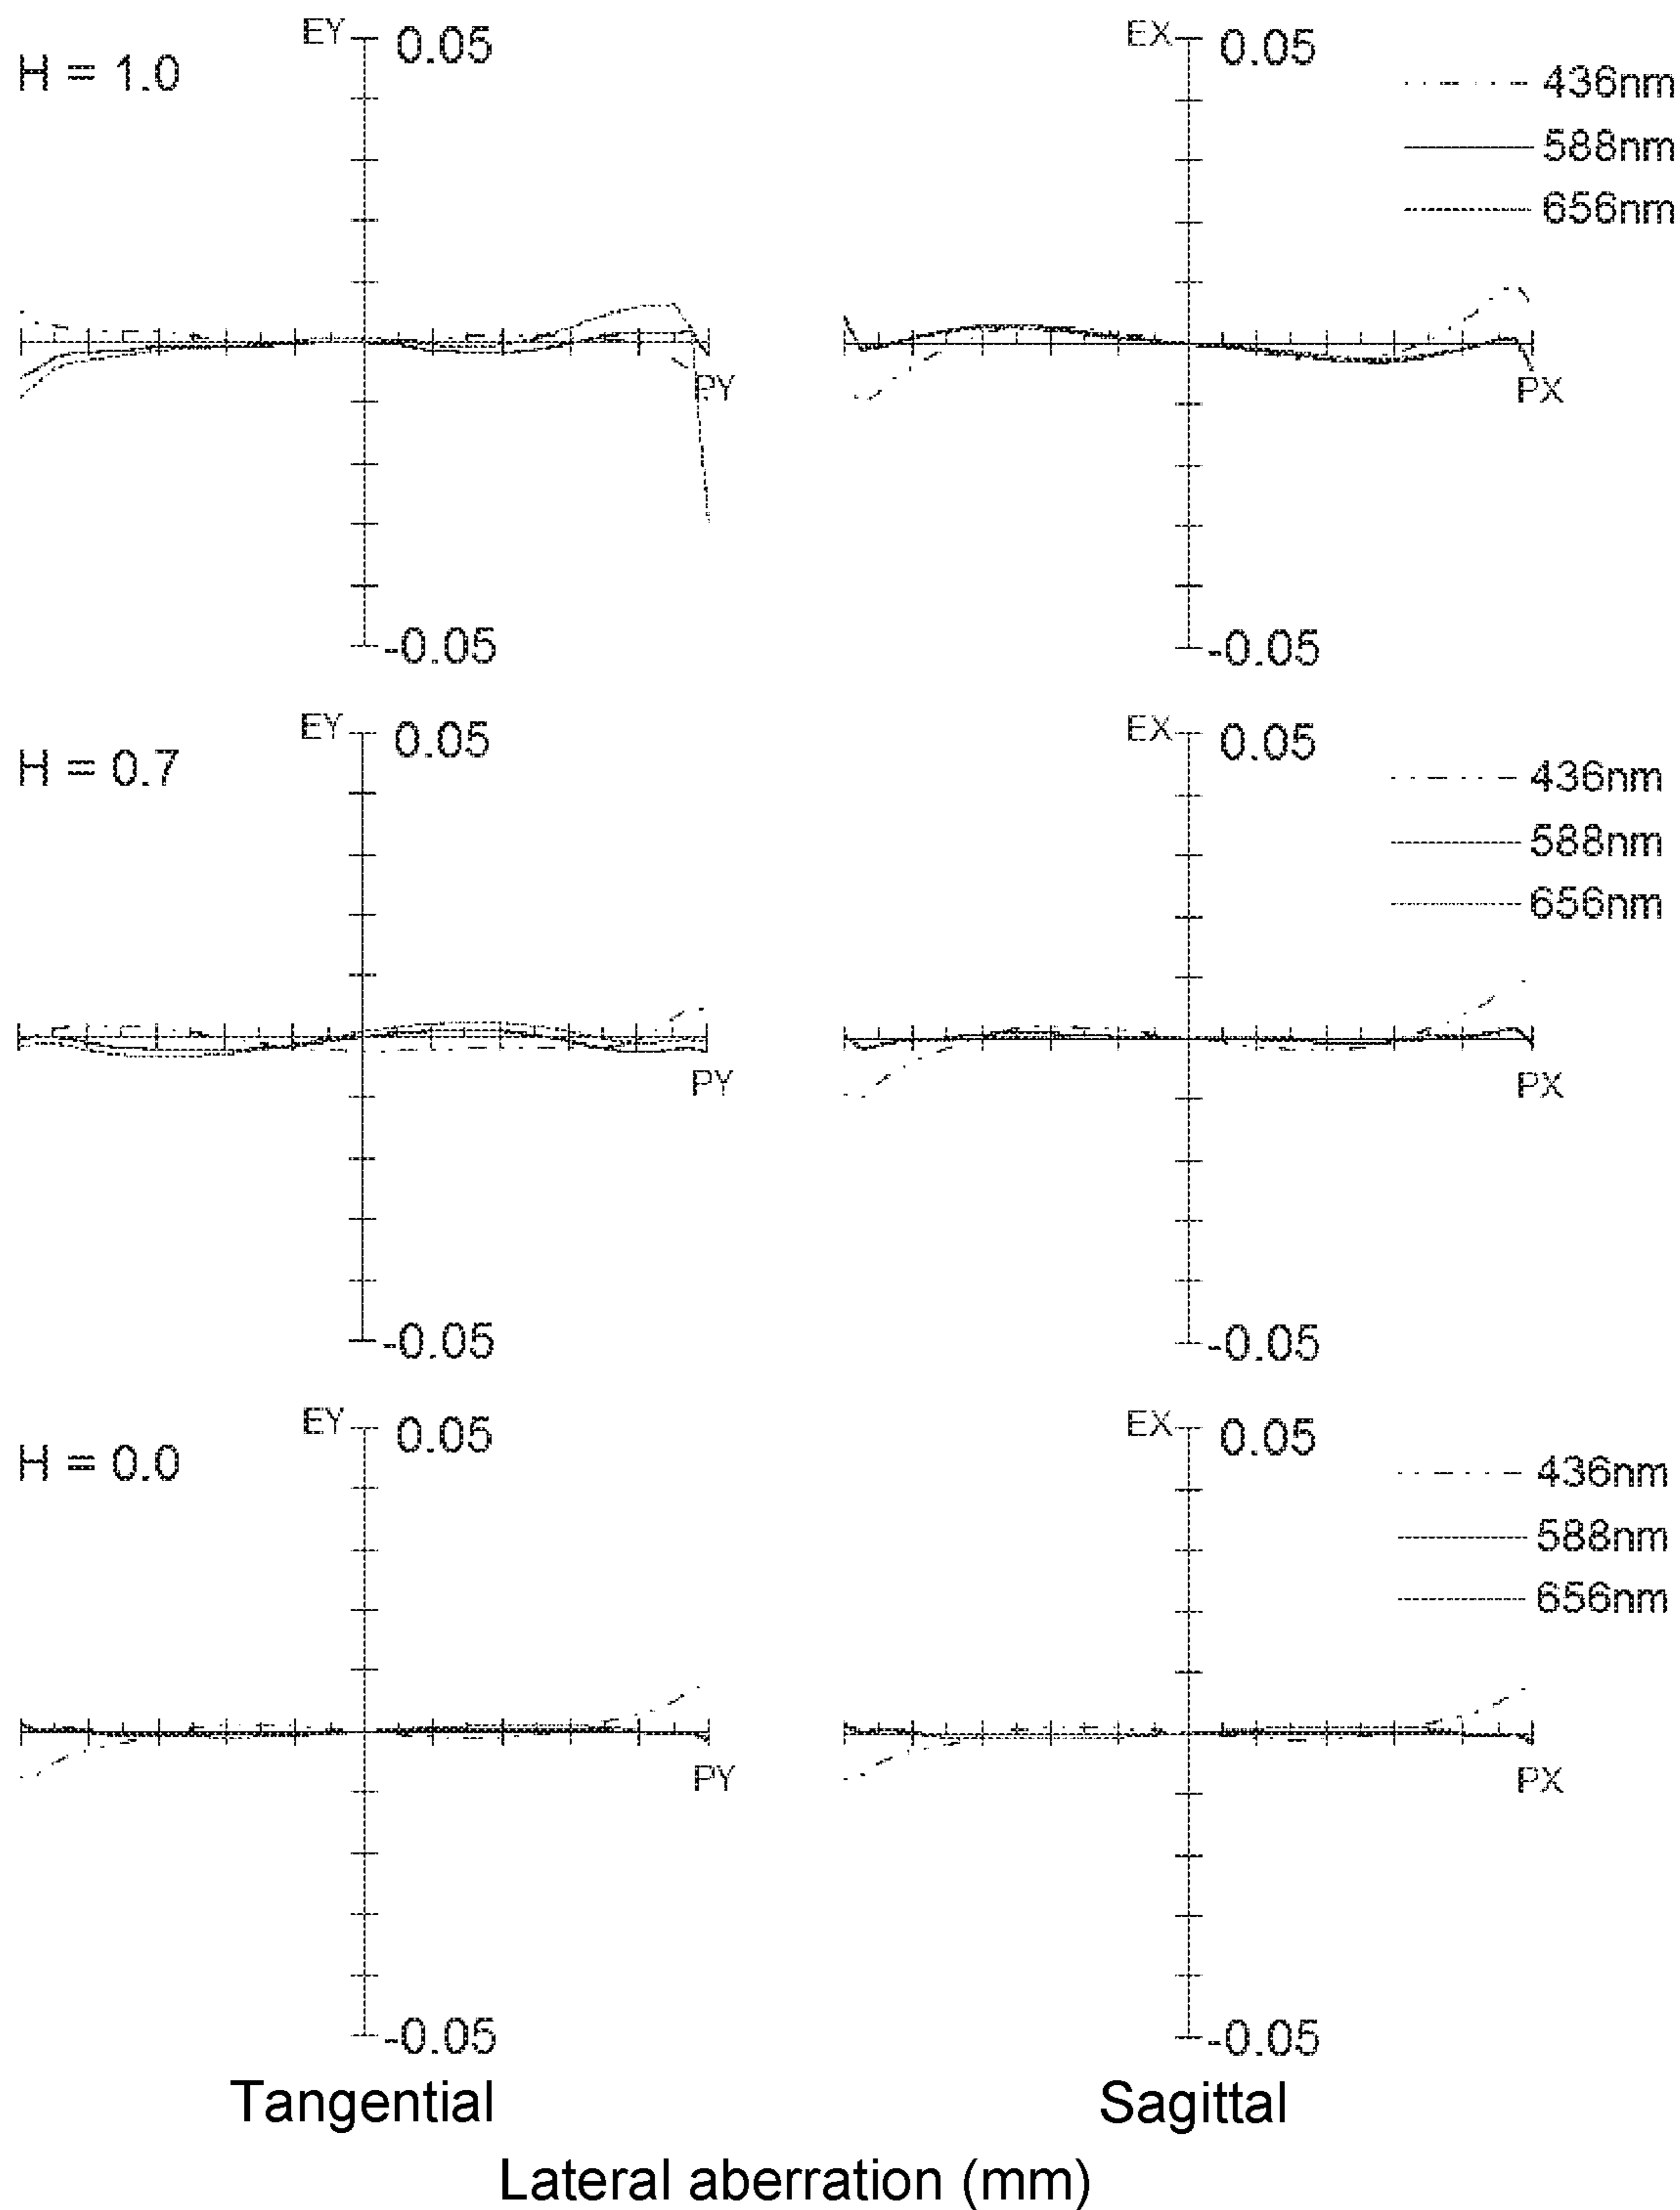 H = 1.0
EY 0.05
EX 0.05
436nm
588nm
656nm
PY
PX
-0.05
-0.05
H = 0.7
EY 0.05
EX 0.05
436nm
588nm
656nm
PY
PX
-0.05
-0.05
H = 0.0
EY 0.05
EX 0.05
436nm
588nm
656nm
PY
PX
-0.05
-0.05
Tangential
Sagittal
Lateral aberration (mm)